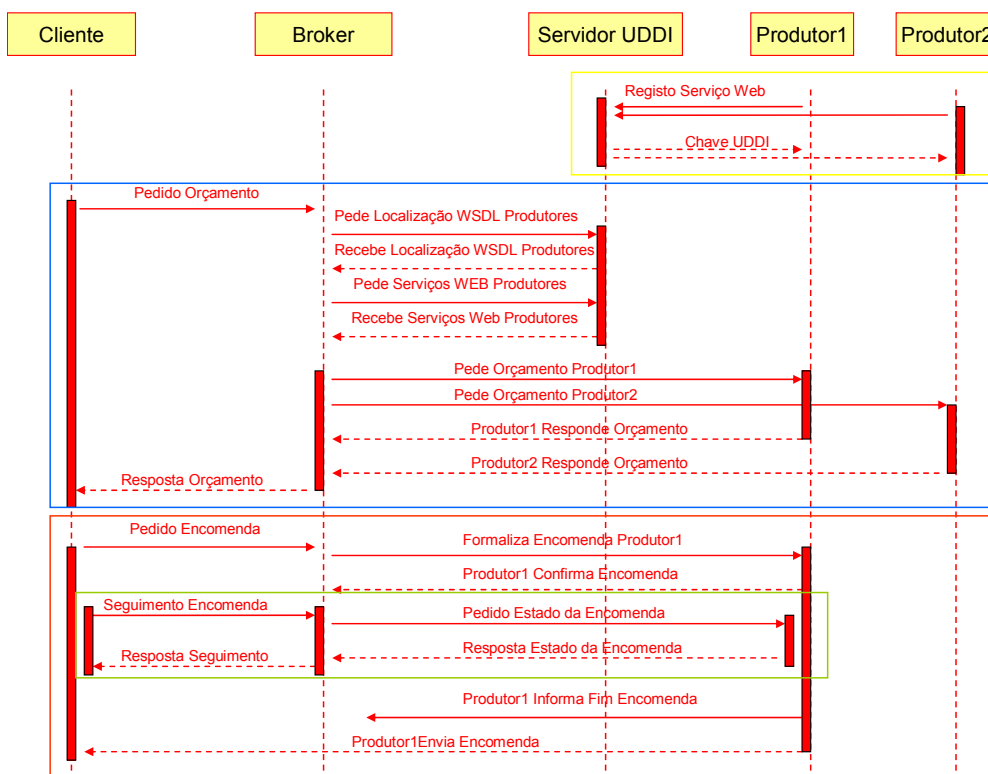 Cliente
Broker
Servidor UDDI
Produtor1
Produtor2
Registo Serviço Web
Chave UDDI
Pedido Orçamento
Pede Localização WSDL Produtores
Recebe Localização WSDL Produtores
Pede Serviços WEB Produtores
Recebe Serviços Web Produtores
Pede Orçamento Produtor1
Pede Orçamento Produtor2
Produtor1 Responde Orçamento
Produtor2 Responde Orçamento
Resposta Orçamento
Pedido Encomenda
Formaliza Encomenda Produtor1
Produtor1 Confirma Encomenda
Seguimento Encomenda
Pedido Estado da Encomenda
Resposta Estado da Encomenda
Resposta Seguimento
Produtor1 Informa Fim Encomenda
Produtor1Envia Encomenda